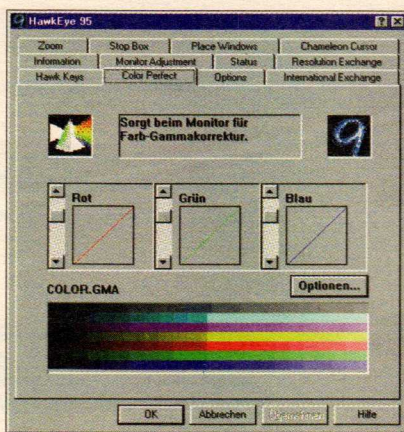 HawkEye 95
Zoom Stop Box Place Windows Chameleon Cursor
Information Monitor Adjustment Status Resolution Exchange
Hawk Keys Color Perfect Options International Exchange
Sorgt beim Monitor für
Farb-Gammakorrektur.
Rot Grün Blau
COLOR.GMA
Optionen...
OK Abbrechen Übernehmen Hilfe